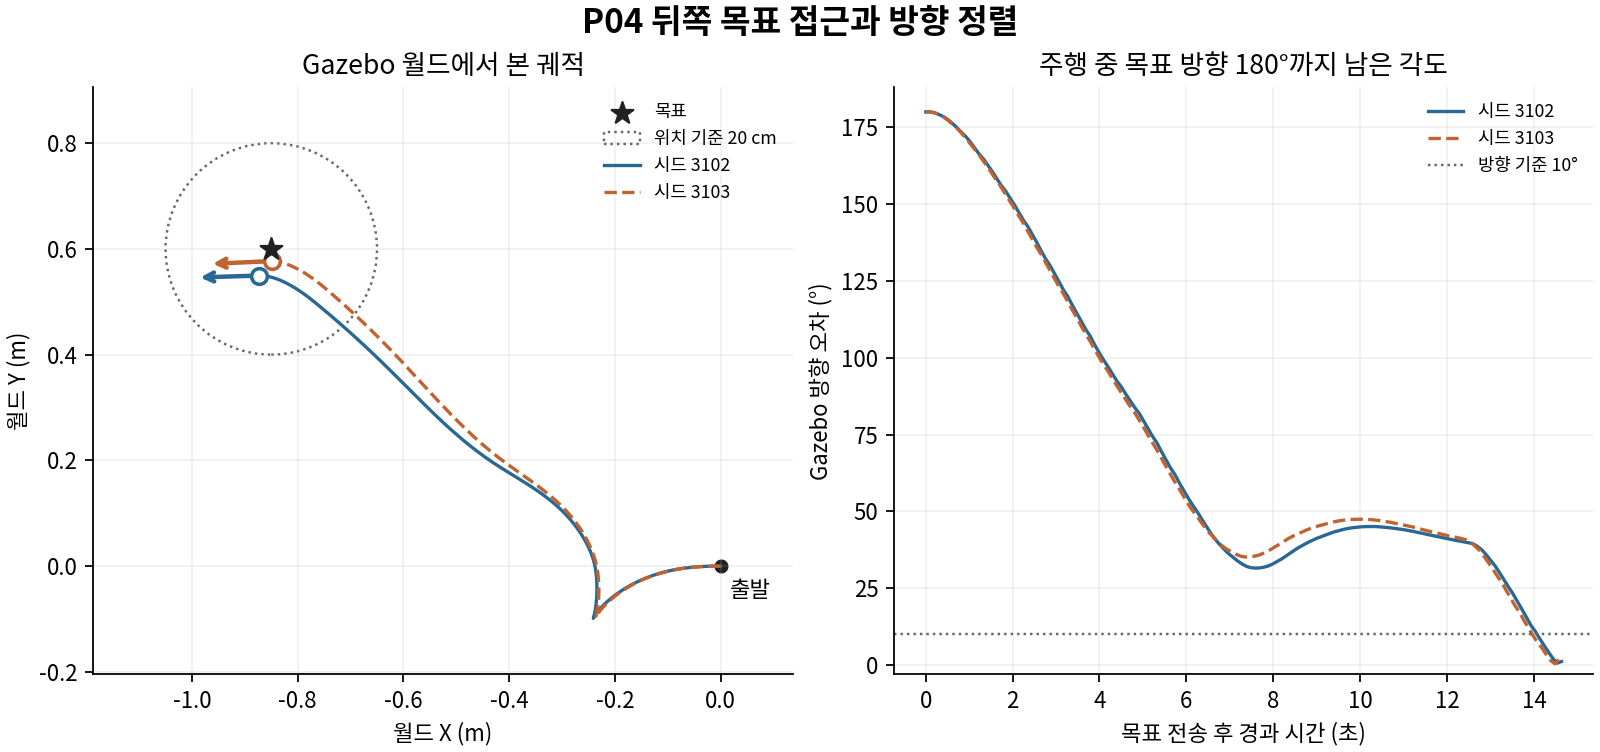 P04 뒤쪽 목표 접근과 방향 정렬
Gazebo 월드에서 본 궤적
목표
위치 기준 20 cm
시드 3102
시드 3103
0.8
0.6
0.4
0.2
0.0
-0.2
월드 Y (m)
출발
-1.0
-0.8
-0.6
-0.4
-0.2
0.0
월드 X (m)
주행 중 목표 방향 180°까지 남은 각도
시드 3102
시드 3103
방향 기준 10°
175
150
125
100
75
50
25
0
Gazebo 방향 오차 (°)
0
2
4
6
8
10
12
14
목표 전송 후 경과 시간 (초)